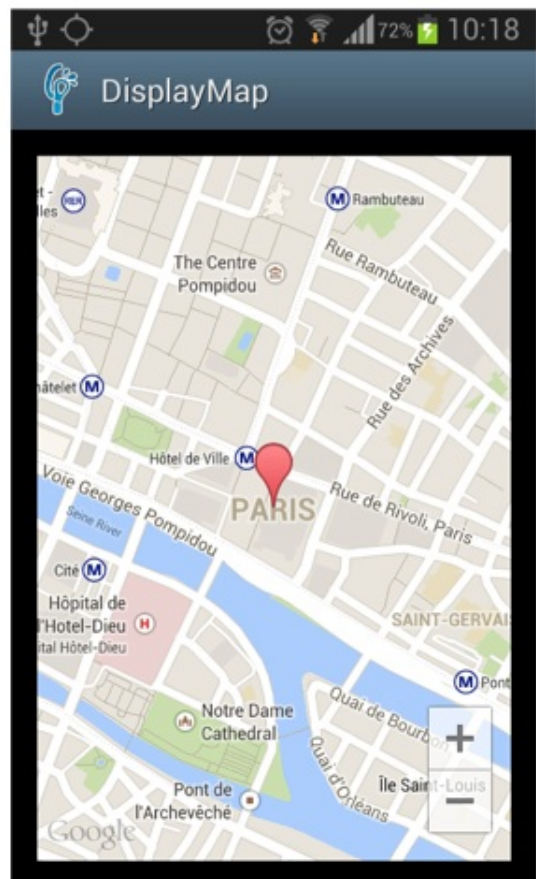 72% 10:18
DisplayMap
RER
M Rambuteau
The Centre
Pompidou
Rue Rambuteau
Rue des Archives
M
Hôtel de Ville M
PARIS
Rue de Rivoli, Paris
Voie Georges Pompidou
Seine River
Cité M
Hôpital de
l'Hotel-Dieu H
Hôtel-Dieu
SAINT-GERVAI
M Pont
Notre Dame
Cathedral
Quai de Bourbon
Quai d'Orléans
Île Saint-Louis
Pont de
l'Archevêché
Google
+
−